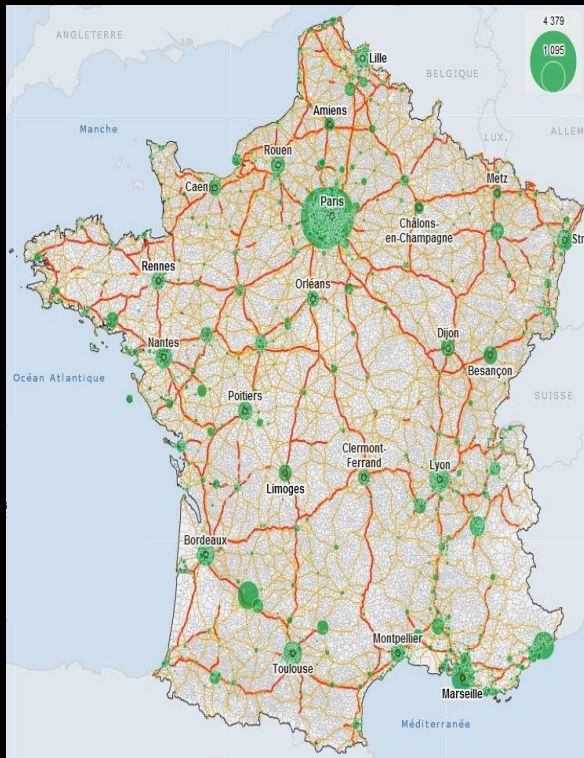 4 379
1 095
ANGLETERRE
Lille
BELGIQUE
Manche
Amiens
LUX.
ALLEM
Rouen
Metz
Caen
Paris
Châlons-
en-Champagne
Str
Rennes
Orléans
Dijon
Nantes
Besançon
Océan Atlantique
SUISSE
Poitiers
Clermont-
Ferrand
Lyon
Limoges
Bordeaux
Montpellier
Toulouse
Marseille
Méditerranée